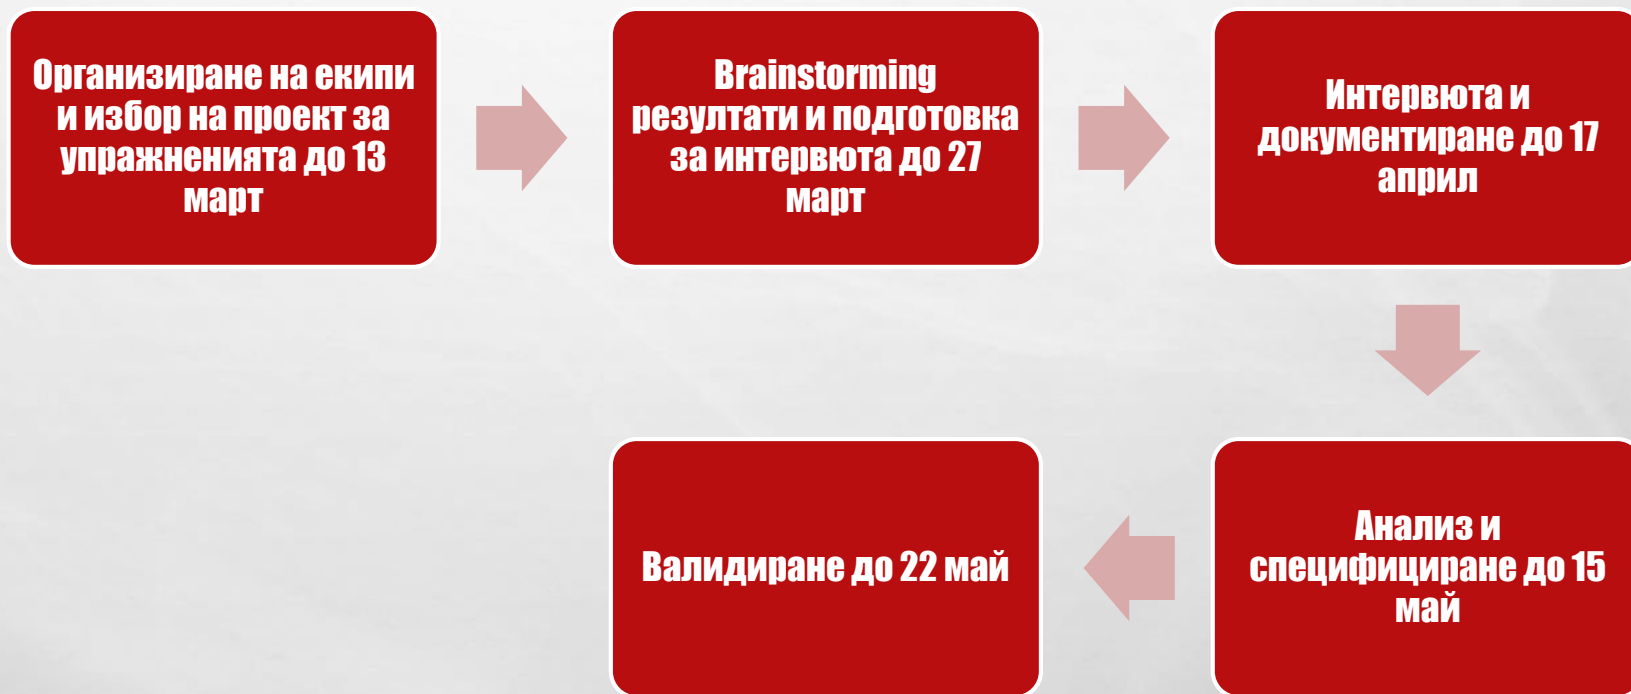 Организиране на екипи
и избор на проект за
упражненията до 13
март
Brainstorming
резултати и подготовка
за интервюта до 27
март
Интервюта и
документиране до 17
април
Анализ и
специфициране до 15
май
Валидиране до 22 май